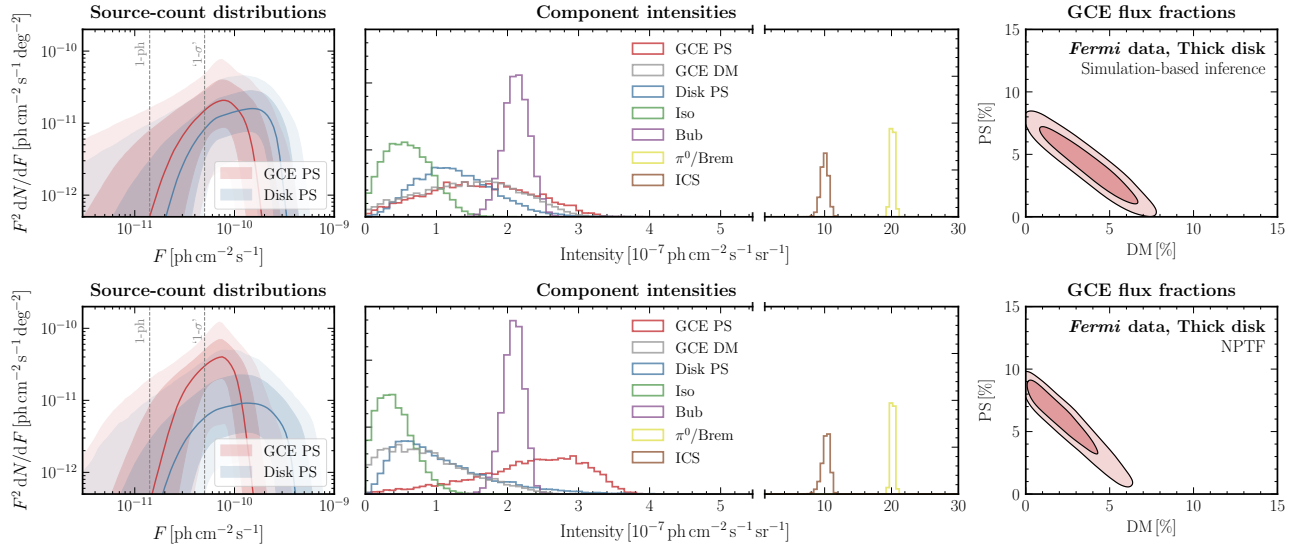 Source-count distributions
Component intensities
GCE flux fractions
10⁻¹⁰
10⁻¹¹
10⁻¹²
F² dN/dF [ph cm⁻² s⁻¹ deg⁻²]
1-ph
'1-σ'
GCE PS
Disk PS
10⁻¹¹ 10⁻¹⁰ 10⁻⁹
F [ph cm⁻² s⁻¹]
GCE PS
GCE DM
Disk PS
Iso
Bub
π⁰/Brem
ICS
0 1 2 3 4 5 10 20 30
Intensity [10⁻⁷ ph cm⁻² s⁻¹ sr⁻¹]
Fermi data, Thick disk
Simulation-based inference
15
10
5
0
PS [%]
0 5 10 15
DM [%]
Source-count distributions
Component intensities
GCE flux fractions
10⁻¹⁰
10⁻¹¹
10⁻¹²
F² dN/dF [ph cm⁻² s⁻¹ deg⁻²]
1-ph
'1-σ'
GCE PS
Disk PS
10⁻¹¹ 10⁻¹⁰ 10⁻⁹
F [ph cm⁻² s⁻¹]
GCE PS
GCE DM
Disk PS
Iso
Bub
π⁰/Brem
ICS
0 1 2 3 4 5 10 20 30
Intensity [10⁻⁷ ph cm⁻² s⁻¹ sr⁻¹]
Fermi data, Thick disk
NPTF
15
10
5
0
PS [%]
0 5 10 15
DM [%]